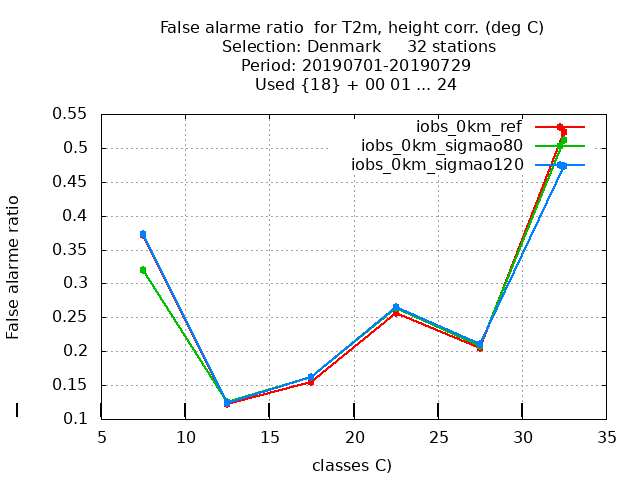 False alarme ratio  for T2m, height corr. (deg C)
Selection: Denmark     32 stations
Period: 20190701-20190729
Used {18} + 00 01 ... 24
iobs_0km_ref
iobs_0km_sigmao80
iobs_0km_sigmao120
0.55
0.5
0.45
0.4
0.35
0.3
0.25
0.2
0.15
0.1
5 10 15 20 25 30 35
False alarme ratio
classes C)